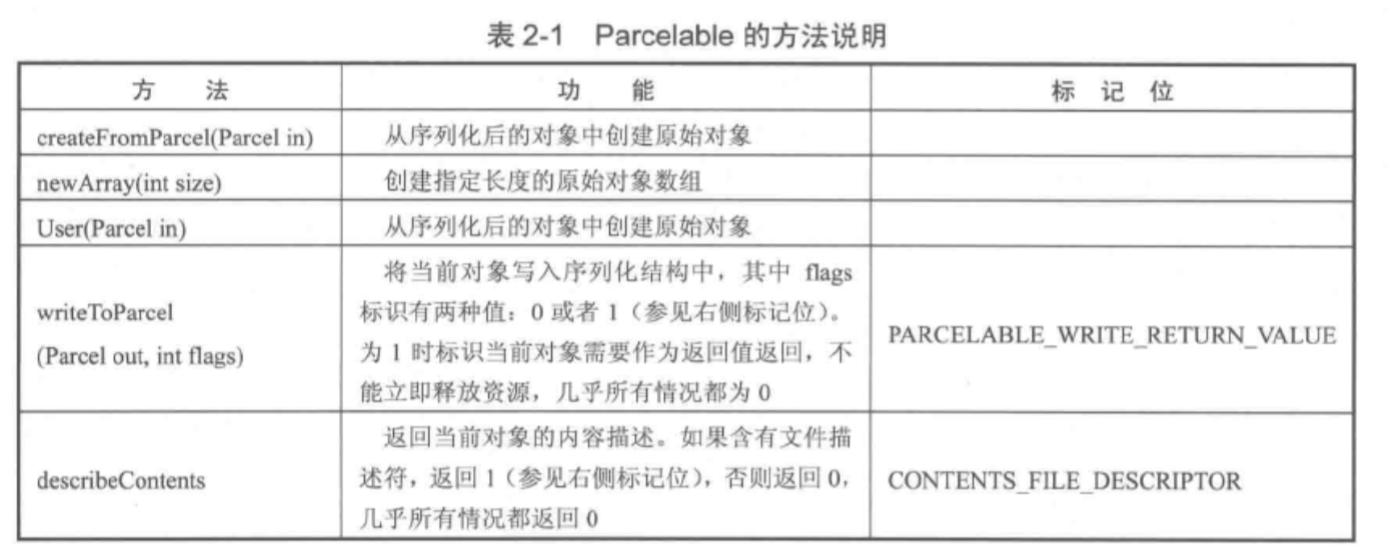 表 2-1 Parcelable 的方法说明
方 法 功 能 标 记 位
createFromParcel(Parcel in) 从序列化后的对象中创建原始对象
newArray(int size) 创建指定长度的原始对象数组
User(Parcel in) 从序列化后的对象中创建原始对象
writeToParcel
(Parcel out, int flags)
将当前对象写入序列化结构中，其中 flags
标识有两种值：0 或者 1（参见右侧标记位）。
为 1 时标识当前对象需要作为返回值返回，不
能立即释放资源，几乎所有情况都为 0
PARCELABLE_WRITE_RETURN_VALUE
describeContents
返回当前对象的内容描述。如果含有文件描
述符，返回 1（参见右侧标记位），否则返回 0，
几乎所有情况都返回 0
CONTENTS_FILE_DESCRIPTOR